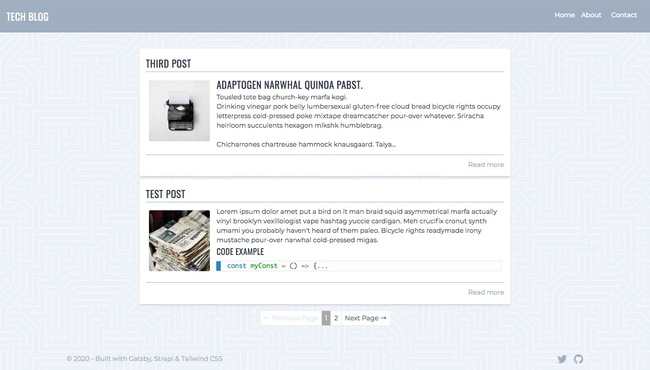 TECH BLOG
Home About Contact
THIRD POST
ADAPTOGEN NARWHAL QUINOA PABST.
Tousled tote bag church-key marfa kogi.
Drinking vinegar pork belly lumbersexual gluten-free cloud bread bicycle rights occupy
letterpress cold-pressed poke mixtape dreamcatcher pour-over whatever. Sriracha
heirloom succulents hexagon mlkshk humblebrag.
Chicharrones chartreuse hammock knausgaard. Taiya...
Read more
TEST POST
Lorem ipsum dolor amet put a bird on it man braid squid asymmetrical marfa actually
vinyl brooklyn vexillologist vape hashtag yuccie cardigan. Meh crucifix cronut synth
umami you probably haven't heard of them paleo. Bicycle rights readymade irony
mustache pour-over narwhal cold-pressed migas.
CODE EXAMPLE
const myConst = () => {...
Read more
← Previous Page 1 2 Next Page →
© 2020 - Built with Gatsby, Strapi & Tailwind CSS